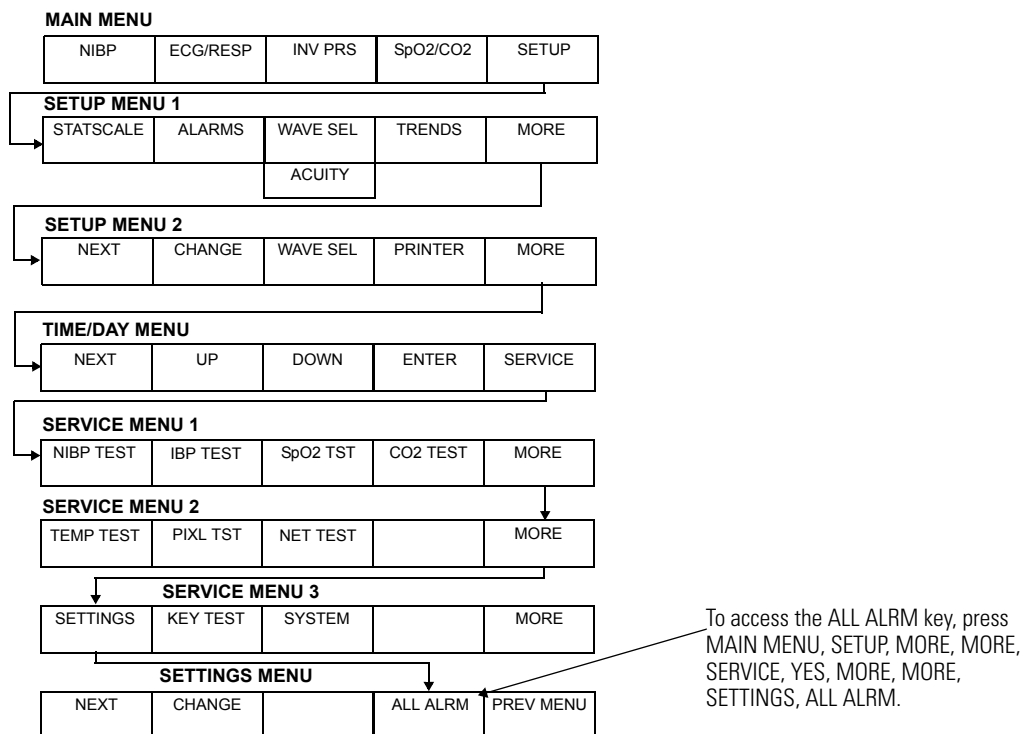 MAIN MENU
NIBP ECG/RESP INV PRS SpO2/CO2 SETUP
SETUP MENU 1
STATSCALE ALARMS WAVE SEL TRENDS MORE
ACUITY
SETUP MENU 2
NEXT CHANGE WAVE SEL PRINTER MORE
TIME/DAY MENU
NEXT UP DOWN ENTER SERVICE
SERVICE MENU 1
NIBP TEST IBP TEST SpO2 TST CO2 TEST MORE
SERVICE MENU 2
TEMP TEST PIXL TST NET TEST MORE
SERVICE MENU 3
SETTINGS KEY TEST SYSTEM MORE
SETTINGS MENU
NEXT CHANGE ALL ALRM PREV MENU
To access the ALL ALRM key, press
MAIN MENU, SETUP, MORE, MORE,
SERVICE, YES, MORE, MORE,
SETTINGS, ALL ALRM.